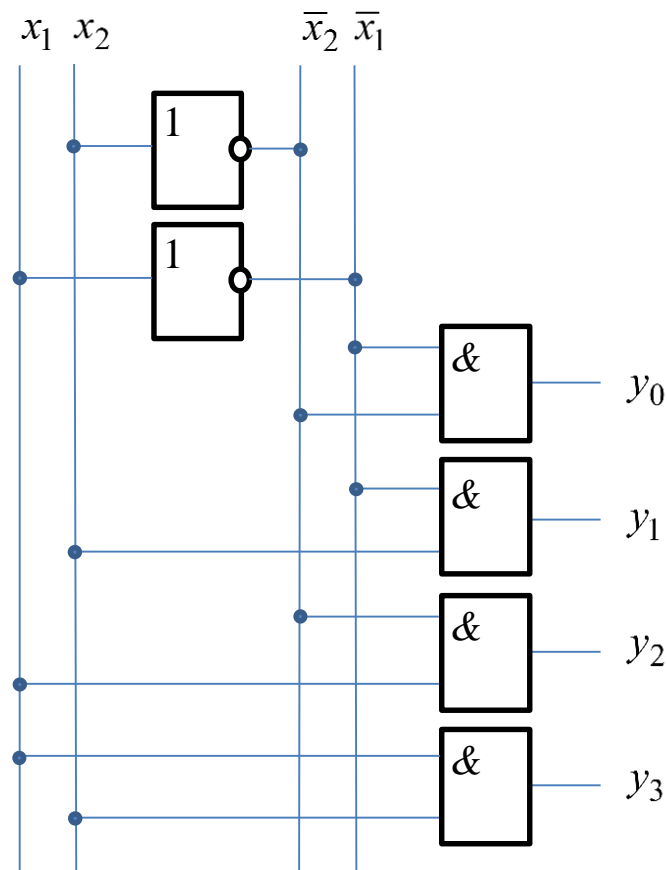 x₁ x₂ x̅₂ x̅₁
1
1
& y₀
& y₁
& y₂
& y₃